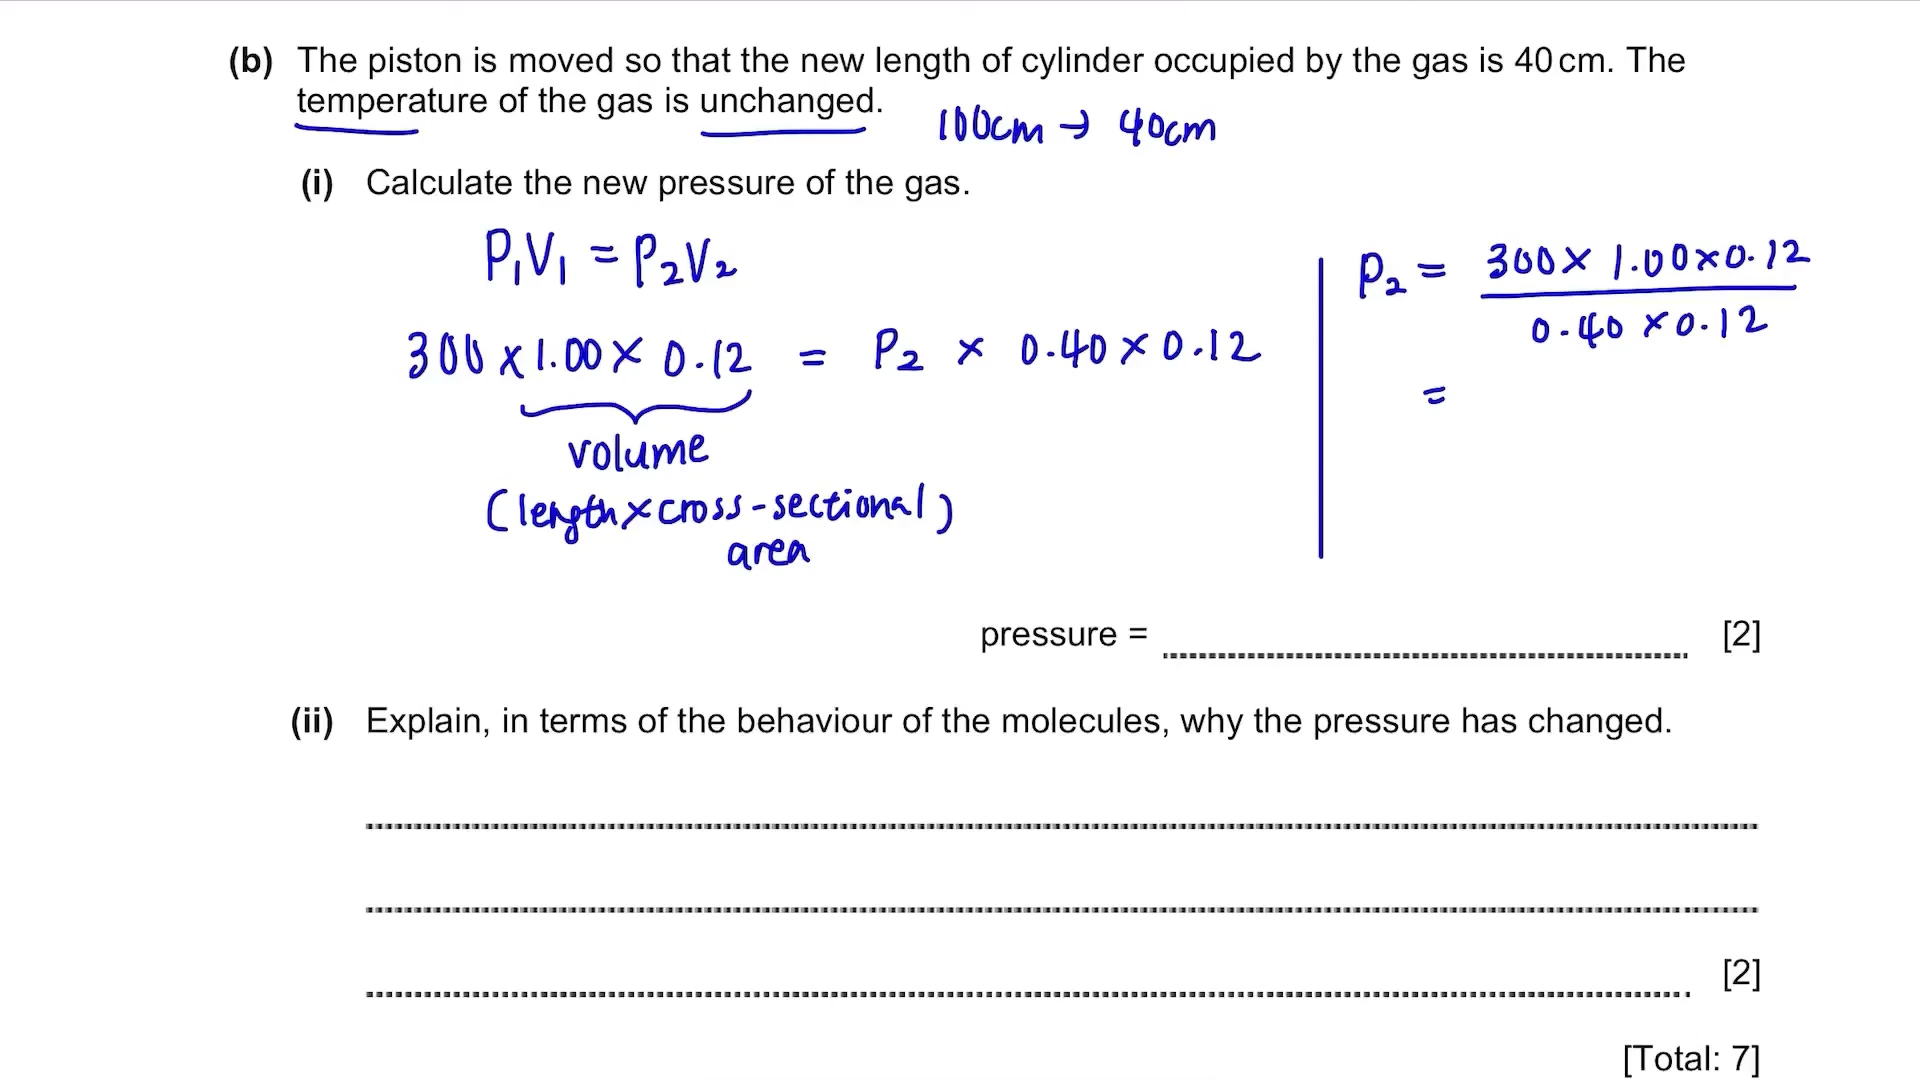 (b) The piston is moved so that the new length of cylinder occupied by the gas is 40 cm. The
temperature of the gas is unchanged.
100cm → 40cm
(i) Calculate the new pressure of the gas.
P₁V₁ = P₂V₂
300 × 1.00 × 0.12 = P₂ × 0.40 × 0.12
volume
(length × cross-sectional)
area
P₂ = 300 × 1.00 × 0.12
0.40 × 0.12
=
pressure = [2]
(ii) Explain, in terms of the behaviour of the molecules, why the pressure has changed.
[2]
[Total: 7]